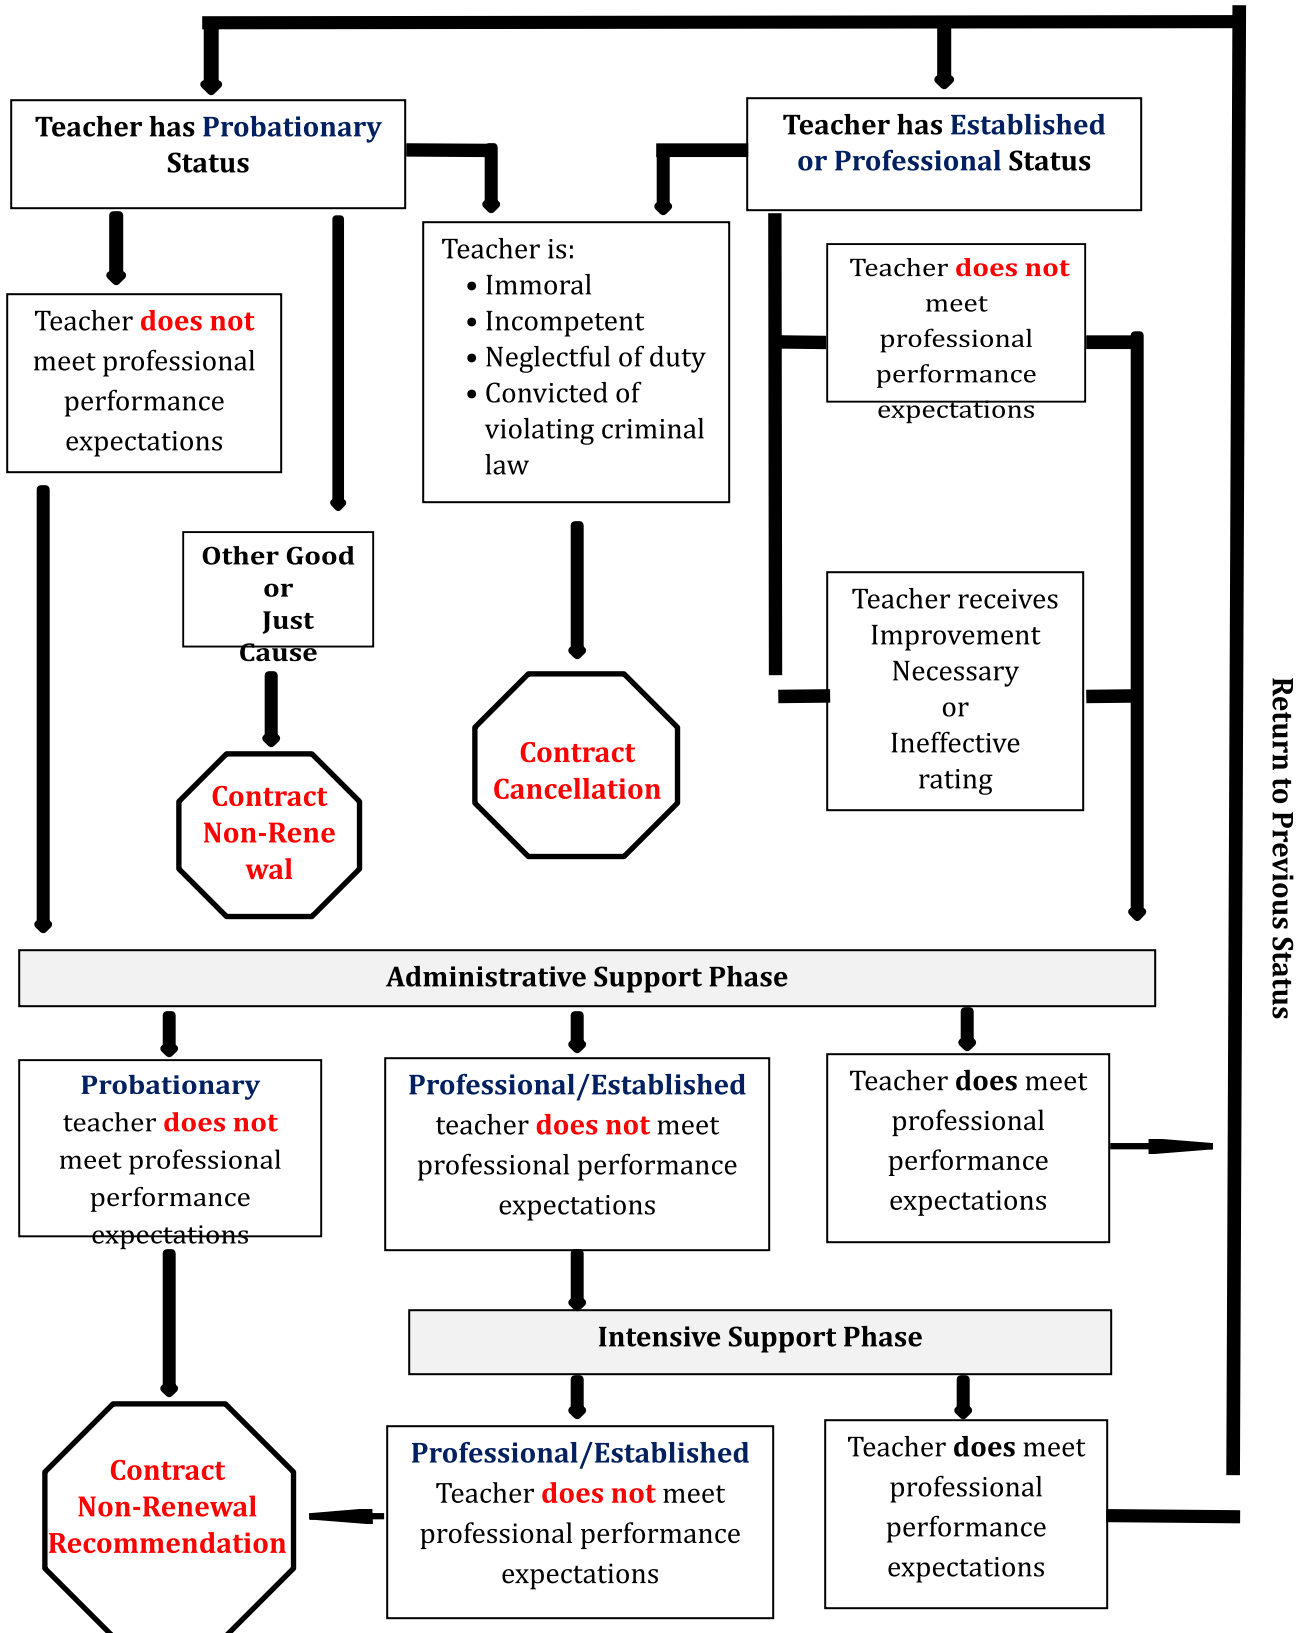 Teacher has Probationary
Status
Teacher has Established
or Professional Status
Teacher does not
meet professional
performance
expectations
Teacher is:
• Immoral
• Incompetent
• Neglectful of duty
• Convicted of
violating criminal
law
Teacher does not
meet
professional
performance
expectations
Other Good
or
Just
Cause
Teacher receives
Improvement
Necessary
or
Ineffective
rating
Contract
Non-Rene
wal
Contract
Cancellation
Return to Previous Status
Administrative Support Phase
Probationary
teacher does not
meet professional
performance
expectations
Professional/Established
teacher does not meet
professional performance
expectations
Teacher does meet
professional
performance
expectations
Intensive Support Phase
Contract
Non-Renewal
Recommendation
Professional/Established
Teacher does not meet
professional performance
expectations
Teacher does meet
professional
performance
expectations